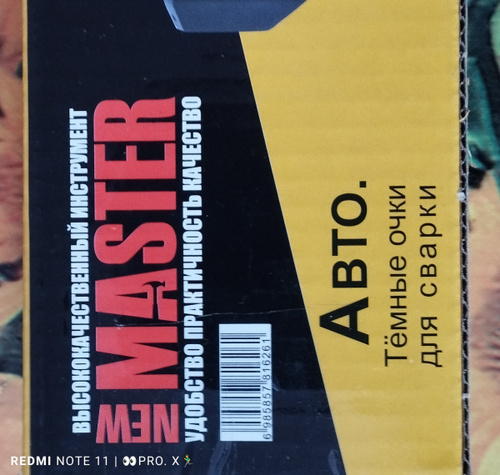 ВЫСОКОКАЧЕСТВЕННЫЙ ИНСТРУМЕНТ
NEW MASTER
УДОБСТВО ПРАКТИЧНОСТЬ КАЧЕСТВО
6 985857 816261
АВТО.
Тёмные очки
для сварки
REDMI NOTE 11 | PRO. X